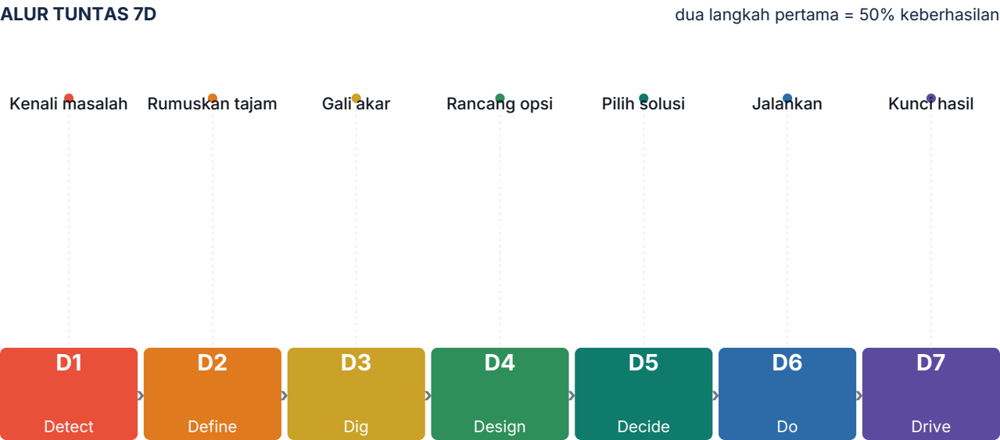 ALUR TUNTAS 7D
dua langkah pertama = 50% keberhasilan
Kenali masalah
Rumuskan tajam
Gali akar
Rancang opsi
Pilih solusi
Jalankan
Kunci hasil
D1
Detect
›
D2
Define
›
D3
Dig
›
D4
Design
›
D5
Decide
›
D6
Do
›
D7
Drive